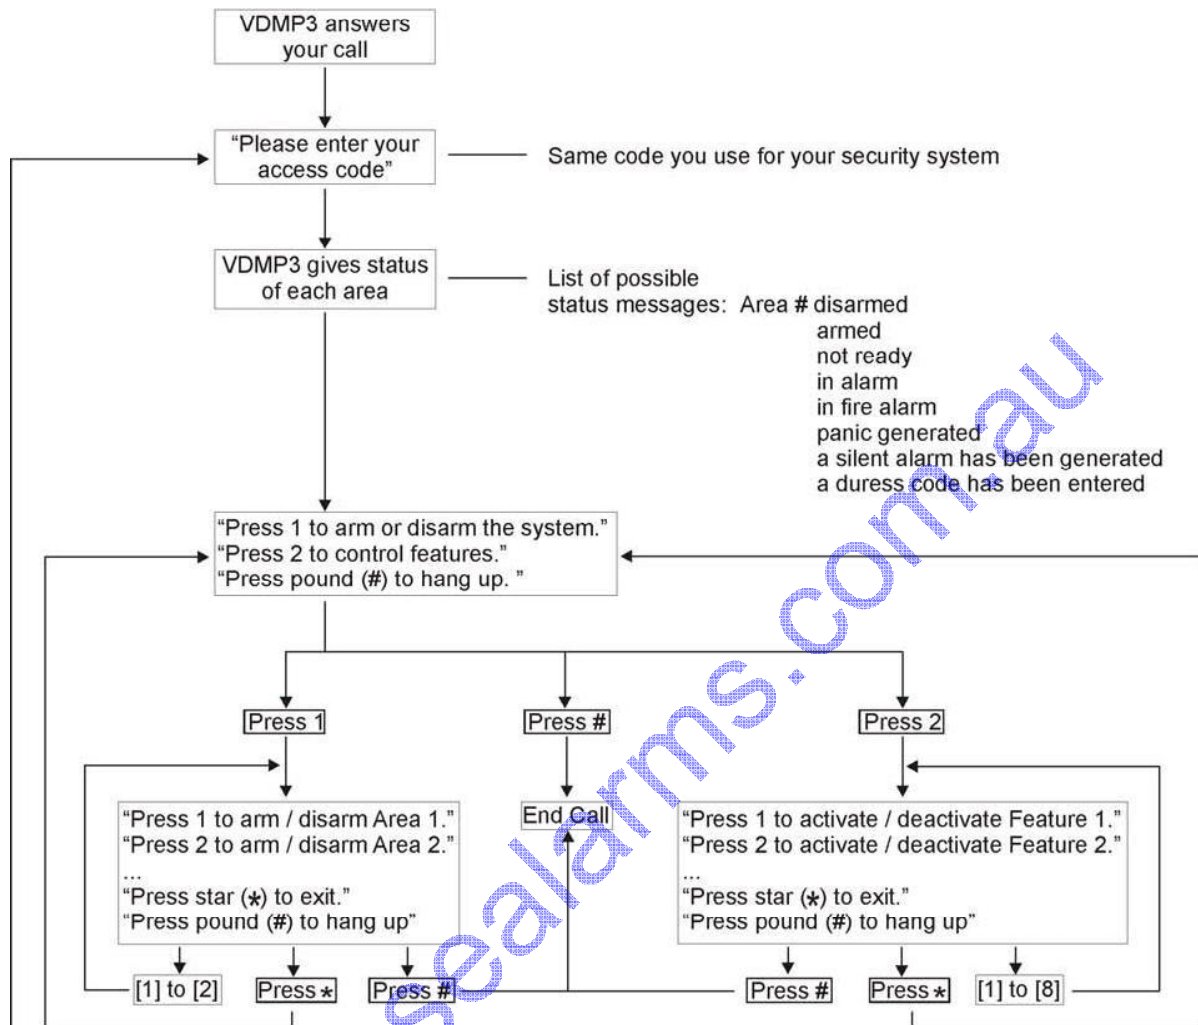 VDMP3 answers
your call
“Please enter your
access code”
Same code you use for your security system
VDMP3 gives status
of each area
List of possible
status messages: Area # disarmed
armed
not ready
in alarm
in fire alarm
panic generated
a silent alarm has been generated
a duress code has been entered
“Press 1 to arm or disarm the system.”
“Press 2 to control features.”
“Press pound (#) to hang up. ”
Press 1
Press #
Press 2
“Press 1 to arm / disarm Area 1.”
“Press 2 to arm / disarm Area 2.”
...
“Press star (*) to exit.”
“Press pound (#) to hang up”
End Call
“Press 1 to activate / deactivate Feature 1.”
“Press 2 to activate / deactivate Feature 2.”
...
“Press star (*) to exit.”
“Press pound (#) to hang up”
[1] to [2]
Press *
Press #
Press #
Press *
[1] to [8]
sealarms.com.au